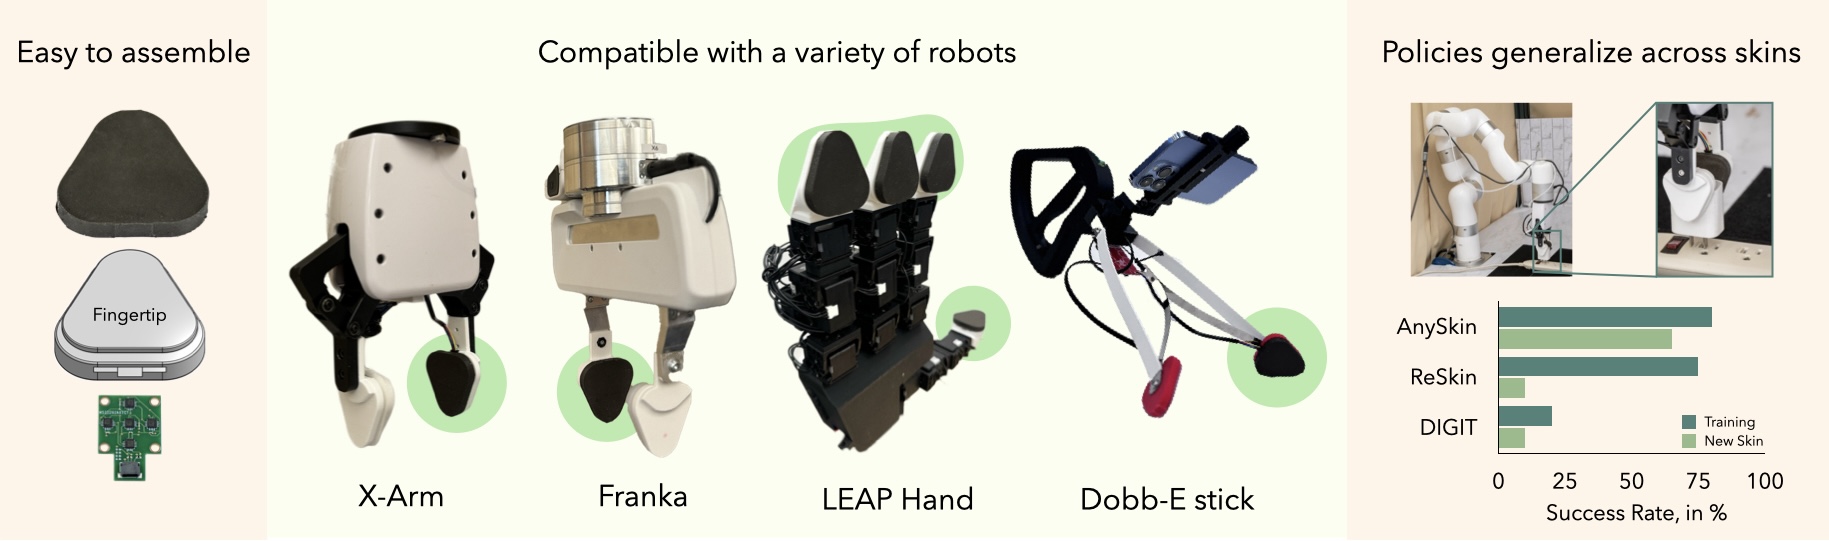 Easy to assemble
Fingertip
Compatible with a variety of robots
X-Arm
Franka
LEAP Hand
Dobb-E stick
Policies generalize across skins
AnySkin
ReSkin
DIGIT
Training
New Skin
0 25 50 75 100
Success Rate, in %